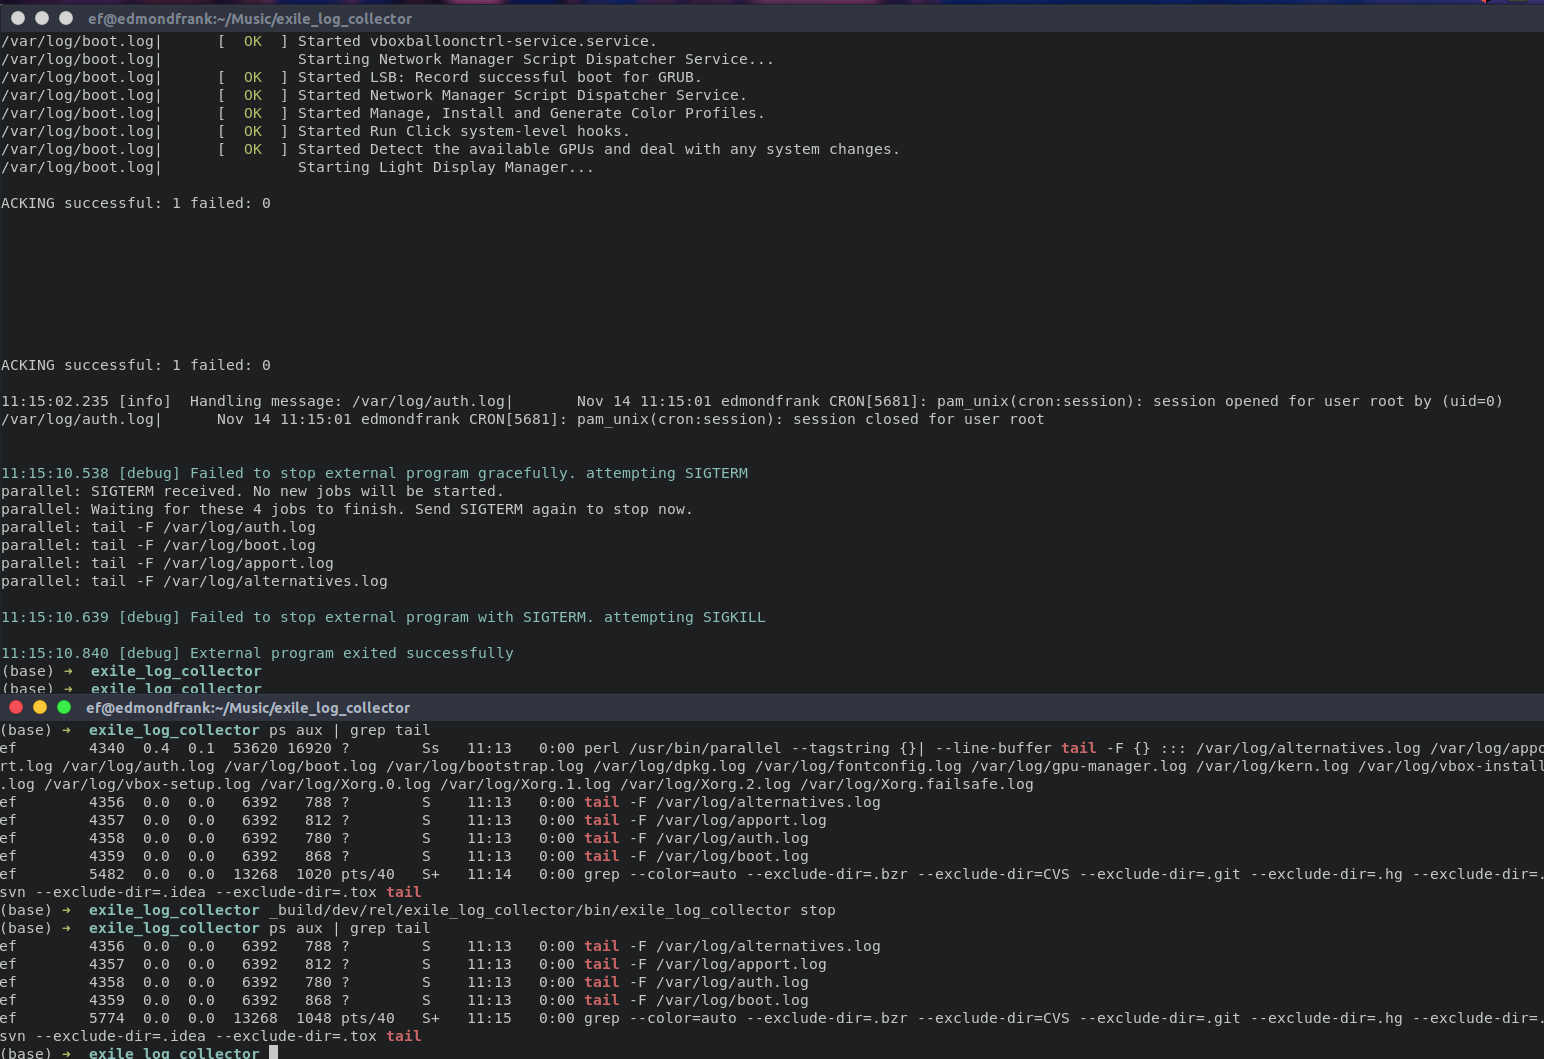 ef@edmondfrank:~/Music/exile_log_collector
/var/log/boot.log|      [  OK  ] Started vboxballoonctrl-service.service.
/var/log/boot.log|               Starting Network Manager Script Dispatcher Service...
/var/log/boot.log|      [  OK  ] Started LSB: Record successful boot for GRUB.
/var/log/boot.log|      [  OK  ] Started Network Manager Script Dispatcher Service.
/var/log/boot.log|      [  OK  ] Started Manage, Install and Generate Color Profiles.
/var/log/boot.log|      [  OK  ] Started Run Click system-level hooks.
/var/log/boot.log|      [  OK  ] Started Detect the available GPUs and deal with any system changes.
/var/log/boot.log|               Starting Light Display Manager...
ACKING successful: 1 failed: 0
ACKING successful: 1 failed: 0
11:15:02.235 [info]  Handling message: /var/log/auth.log|       Nov 14 11:15:01 edmondfrank CRON[5681]: pam_unix(cron:session): session opened for user root by (uid=0)
/var/log/auth.log|      Nov 14 11:15:01 edmondfrank CRON[5681]: pam_unix(cron:session): session closed for user root
11:15:10.538 [debug] Failed to stop external program gracefully. attempting SIGTERM
parallel: SIGTERM received. No new jobs will be started.
parallel: Waiting for these 4 jobs to finish. Send SIGTERM again to stop now.
parallel: tail -F /var/log/auth.log
parallel: tail -F /var/log/boot.log
parallel: tail -F /var/log/apport.log
parallel: tail -F /var/log/alternatives.log
11:15:10.639 [debug] Failed to stop external program with SIGTERM. attempting SIGKILL
11:15:10.840 [debug] External program exited successfully
(base) ➜  exile_log_collector
(base) ➜  exile_log_collector
ef@edmondfrank:~/Music/exile_log_collector
(base) ➜  exile_log_collector ps aux | grep tail
ef        4340  0.4  0.1  53620 16920 ?        Ss   11:13   0:00 perl /usr/bin/parallel --tagstring {}| --line-buffer tail -F {} ::: /var/log/alternatives.log /var/log/appo
rt.log /var/log/auth.log /var/log/boot.log /var/log/bootstrap.log /var/log/dpkg.log /var/log/fontconfig.log /var/log/gpu-manager.log /var/log/kern.log /var/log/vbox-install
.log /var/log/vbox-setup.log /var/log/Xorg.0.log /var/log/Xorg.1.log /var/log/Xorg.2.log /var/log/Xorg.failsafe.log
ef        4356  0.0  0.0   6392   788 ?        S    11:13   0:00 tail -F /var/log/alternatives.log
ef        4357  0.0  0.0   6392   812 ?        S    11:13   0:00 tail -F /var/log/apport.log
ef        4358  0.0  0.0   6392   780 ?        S    11:13   0:00 tail -F /var/log/auth.log
ef        4359  0.0  0.0   6392   868 ?        S    11:13   0:00 tail -F /var/log/boot.log
ef        5482  0.0  0.0  13268  1020 pts/40   S+   11:14   0:00 grep --color=auto --exclude-dir=.bzr --exclude-dir=CVS --exclude-dir=.git --exclude-dir=.hg --exclude-dir=.
svn --exclude-dir=.idea --exclude-dir=.tox tail
(base) ➜  exile_log_collector _build/dev/rel/exile_log_collector/bin/exile_log_collector stop
(base) ➜  exile_log_collector ps aux | grep tail
ef        4356  0.0  0.0   6392   788 ?        S    11:13   0:00 tail -F /var/log/alternatives.log
ef        4357  0.0  0.0   6392   812 ?        S    11:13   0:00 tail -F /var/log/apport.log
ef        4358  0.0  0.0   6392   780 ?        S    11:13   0:00 tail -F /var/log/auth.log
ef        4359  0.0  0.0   6392   868 ?        S    11:13   0:00 tail -F /var/log/boot.log
ef        5774  0.0  0.0  13268  1048 pts/40   S+   11:15   0:00 grep --color=auto --exclude-dir=.bzr --exclude-dir=CVS --exclude-dir=.git --exclude-dir=.hg --exclude-dir=.
svn --exclude-dir=.idea --exclude-dir=.tox tail
(base) ➜  exile_log_collector